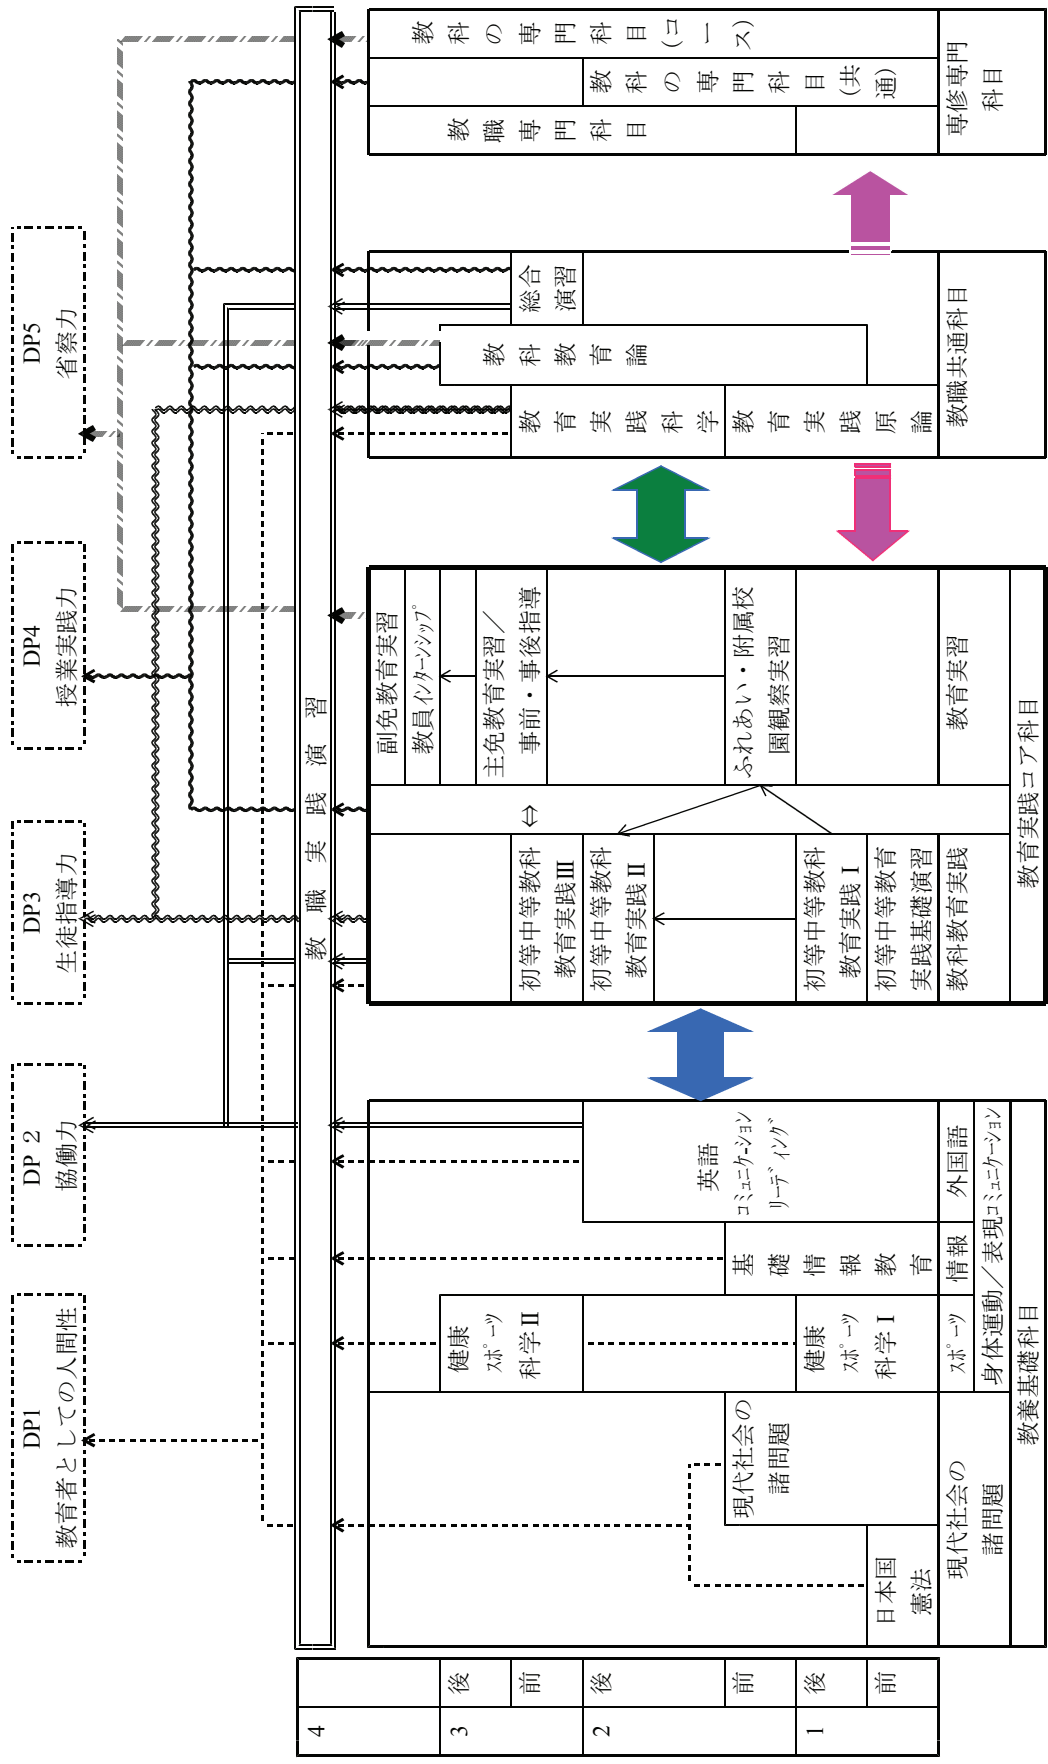 DP1
教育者としての人間性
DP 2
協働力
DP3
生徒指導力
DP4
授業実践力
DP5
省察力
教職実践演習
4
3
後
前
2
後
前
1
後
前
日本国
憲法
現代社会の
諸問題
現代社会の
諸問題
健康
ｽﾎﾟｰﾂ
科学Ⅱ
健康
ｽﾎﾟｰﾂ
科学Ⅰ
ｽﾎﾟｰﾂ
基礎情報教育
情報
英語
ｺﾐｭﾆｹｰｼｮﾝ
ﾘｰﾃﾞｨﾝｸﾞ
外国語
身体運動／表現ｺﾐｭﾆｹｰｼｮﾝ
教養基礎科目
初等中等教科
教育実践Ⅲ
初等中等教科
教育実践Ⅱ
初等中等教科
教育実践Ⅰ
初等中等教育
実践基礎演習
教科教育実践
⇔
副免教育実習
教員ｲﾝﾀｰﾝｼｯﾌﾟ
主免教育実習／
事前・事後指導
ふれあい・附属校
園観察実習
教育実習
教育実践コア科目
教育実践科学
教育実践原論
教科教育論
総合
演習
教職共通科目
教科の専門科目(コース)
教科の専門科目(共通)
教職専門科目
専修専門
科目